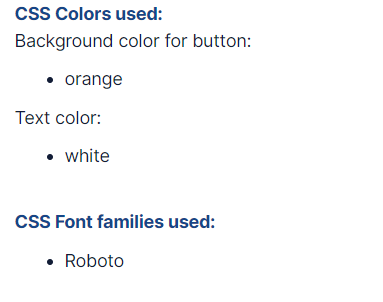 CSS Colors used:
Background color for button:
• orange
Text color:
• white
CSS Font families used:
• Roboto